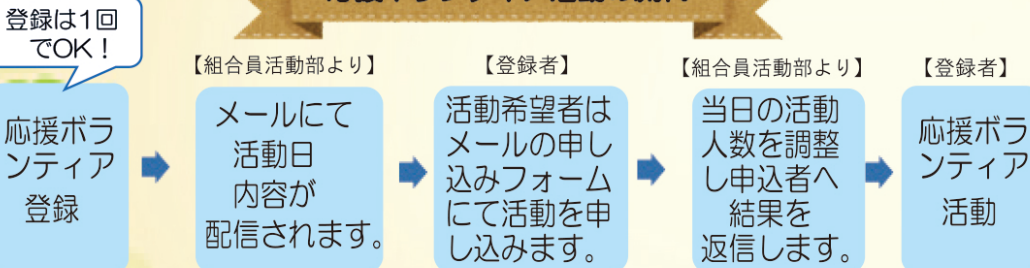 登録は1回
でOK!
【組合員活動部より】
【登録者】
【組合員活動部より】
【登録者】
応援ボラ
ンティア
登録
メールにて
活動日
内容が
配信されます。
活動希望者は
メールの申し
込みフォーム
にて活動を申
し込みます。
当日の活動
人数を調整
し申込者へ
結果を
返信します。
応援ボラ
ンティア
活動